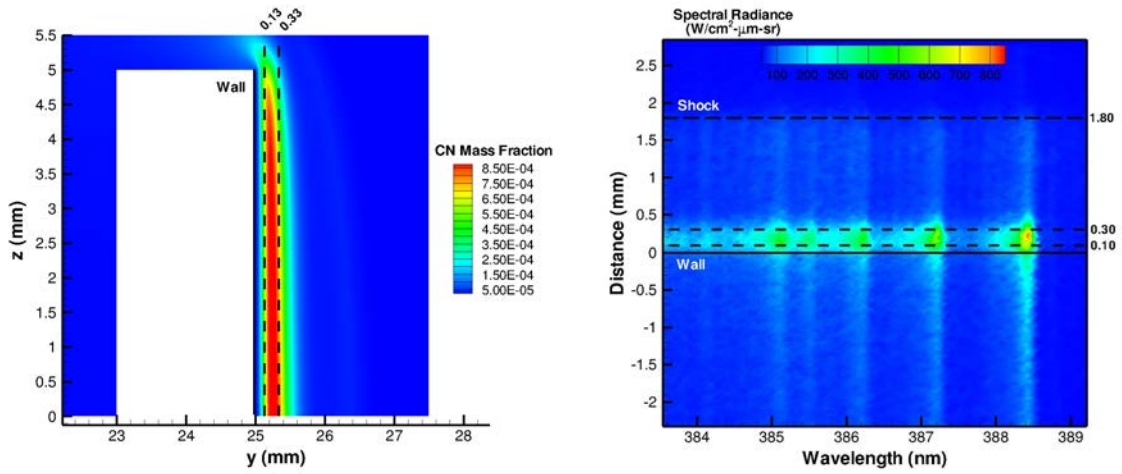 0.13
0.33
5.5
5
4.5
4
3.5
3
2.5
2
1.5
1
0.5
0
z (mm)
Wall
CN Mass Fraction
8.50E-04
7.50E-04
6.50E-04
5.50E-04
4.50E-04
3.50E-04
2.50E-04
1.50E-04
5.00E-05
23 24 25 26 27 28
y (mm)
Spectral Radiance
(W/cm²-μm-sr)
100 200 300 400 500 600 700 800
2.5
2
1.5
1
0.5
0
-0.5
-1
-1.5
-2
Distance (mm)
Shock
1.80
0.30
0.10
Wall
384 385 386 387 388 389
Wavelength (nm)